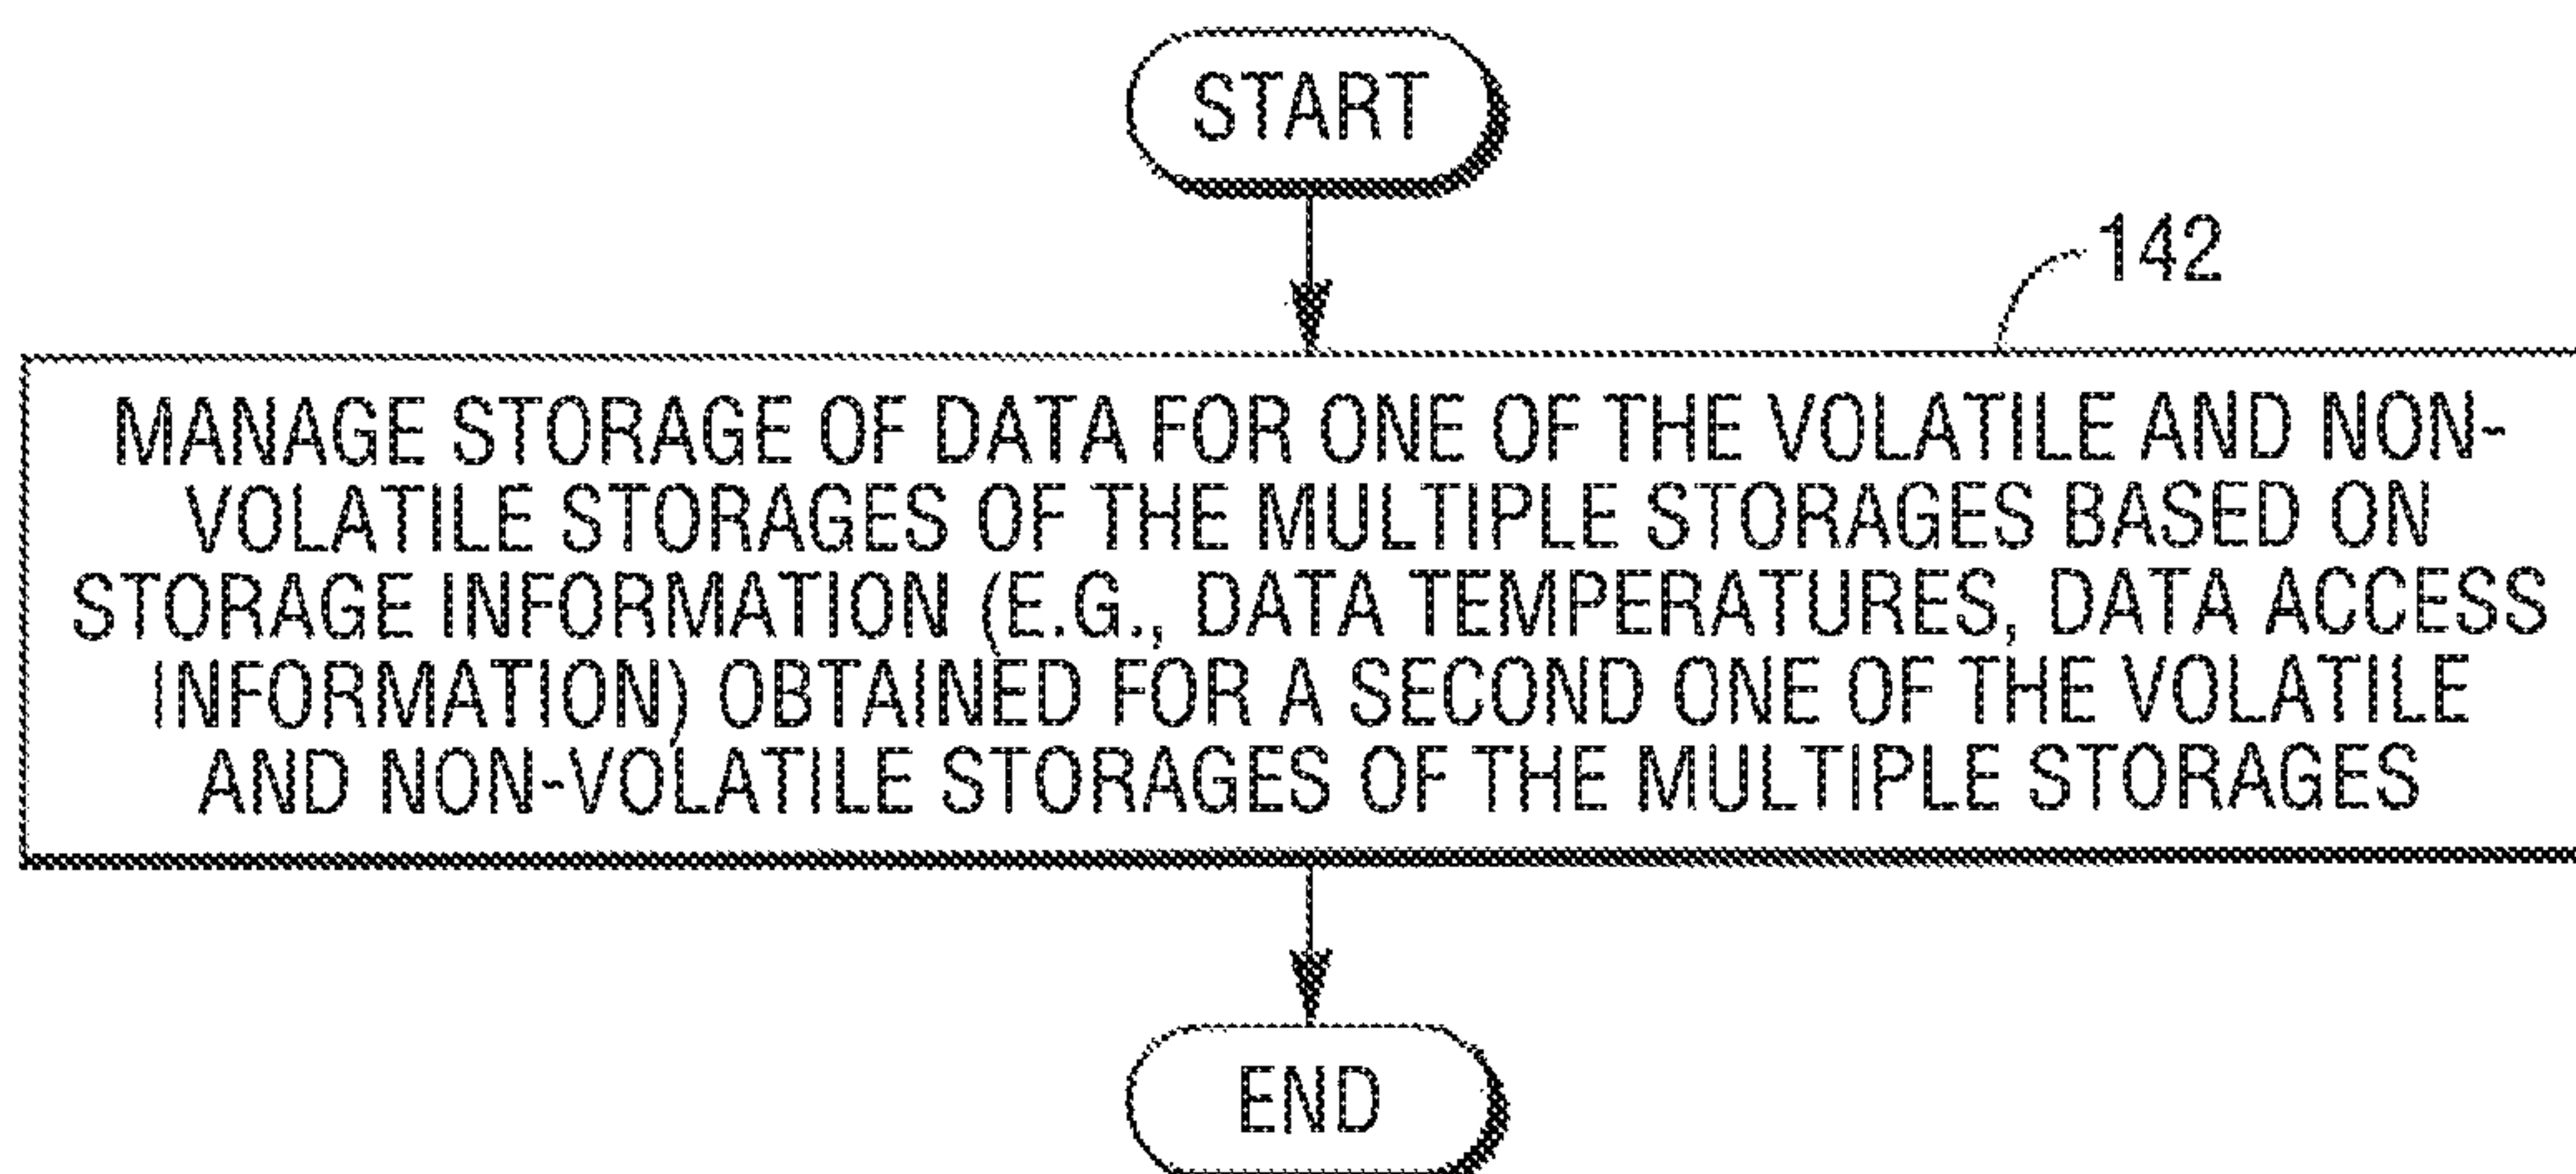 START
142
MANAGE STORAGE OF DATA FOR ONE OF THE VOLATILE AND NON-
VOLATILE STORAGES OF THE MULTIPLE STORAGES BASED ON
STORAGE INFORMATION (E.G., DATA TEMPERATURES, DATA ACCESS
INFORMATION) OBTAINED FOR A SECOND ONE OF THE VOLATILE
AND NON-VOLATILE STORAGES OF THE MULTIPLE STORAGES
END